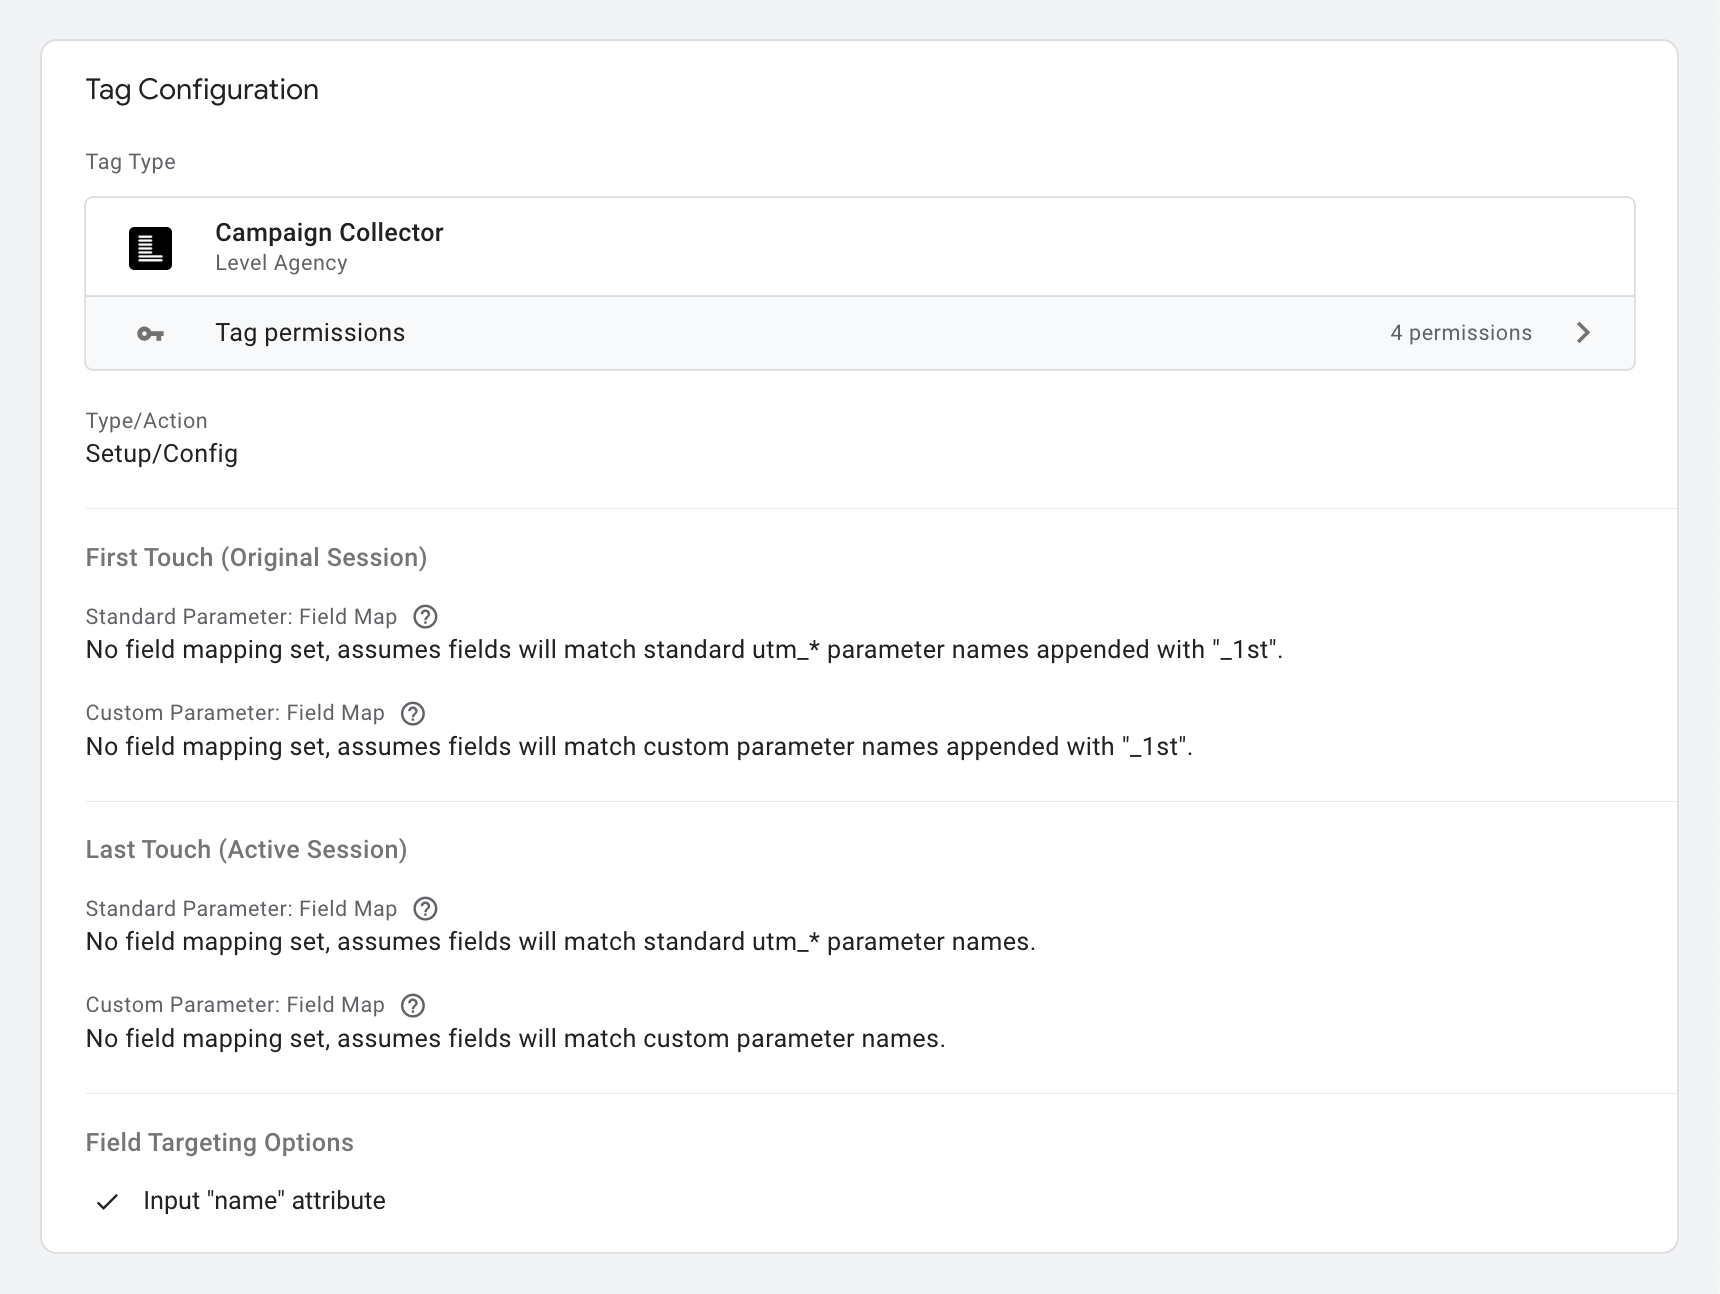 Tag Configuration
Tag Type
Campaign Collector
Level Agency
Tag permissions
4 permissions
Type/Action
Setup/Config
First Touch (Original Session)
Standard Parameter: Field Map
No field mapping set, assumes fields will match standard utm_* parameter names appended with "_1st".
Custom Parameter: Field Map
No field mapping set, assumes fields will match custom parameter names appended with "_1st".
Last Touch (Active Session)
Standard Parameter: Field Map
No field mapping set, assumes fields will match standard utm_* parameter names.
Custom Parameter: Field Map
No field mapping set, assumes fields will match custom parameter names.
Field Targeting Options
Input "name" attribute